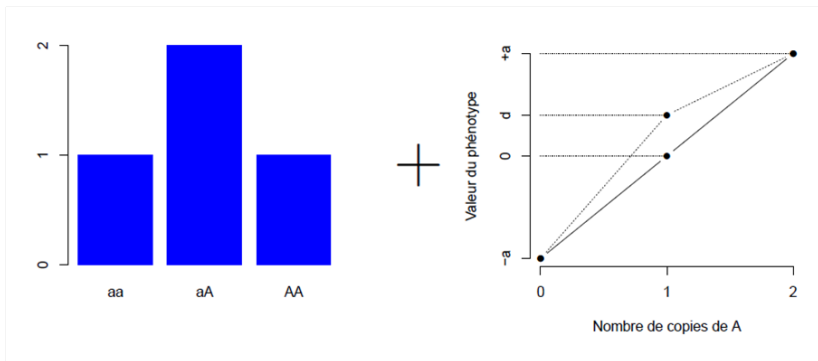 2
1
0
aa aA AA
+
Valeur du phénotype
+a
d
0
−a
0 1 2
Nombre de copies de A